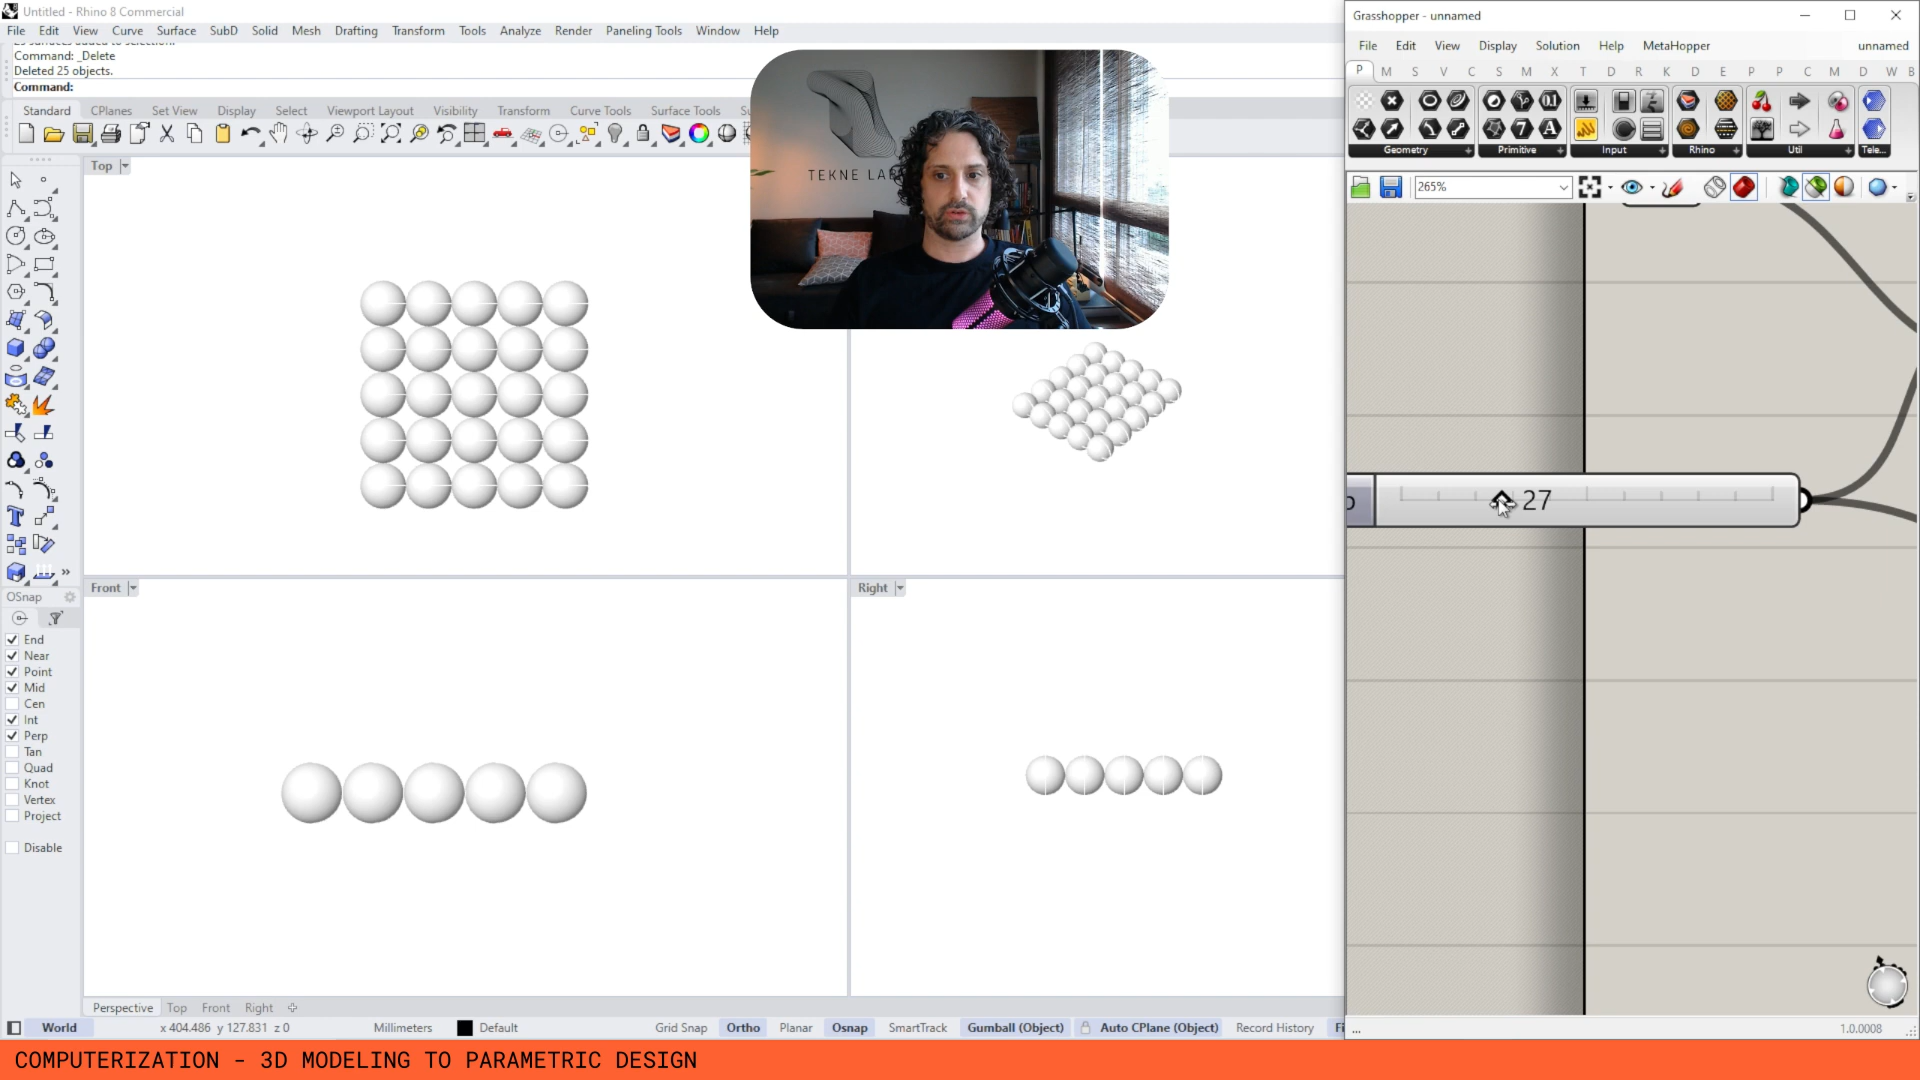 Untitled - Rhino 8 Commercial
File Edit View Curve Surface SubD Solid Mesh Drafting Transform Tools Analyze Render Paneling Tools Window Help
Command: _Delete
Deleted 25 objects.
Command:
Standard CPlanes Set View Display Select Viewport Layout Visibility Transform Curve Tools Surface Tools
Top
TEKNE LAB
Front
Right
OSnap
End
Near
Point
Mid
Cen
Int
Perp
Tan
Quad
Knot
Vertex
Project
Disable
Perspective Top Front Right
World x 404.486 y 127.831 z 0 Millimeters Default Grid Snap Ortho Planar Osnap SmartTrack Gumball (Object) Auto CPlane (Object) Record History Fi
Grasshopper - unnamed
File Edit View Display Solution Help MetaHopper unnamed
P M S V C S M X T D R K D E P P C M D W B
Geometry Primitive Input Rhino Util Tele...
265%
27
...
1.0.0008
COMPUTERIZATION - 3D MODELING TO PARAMETRIC DESIGN